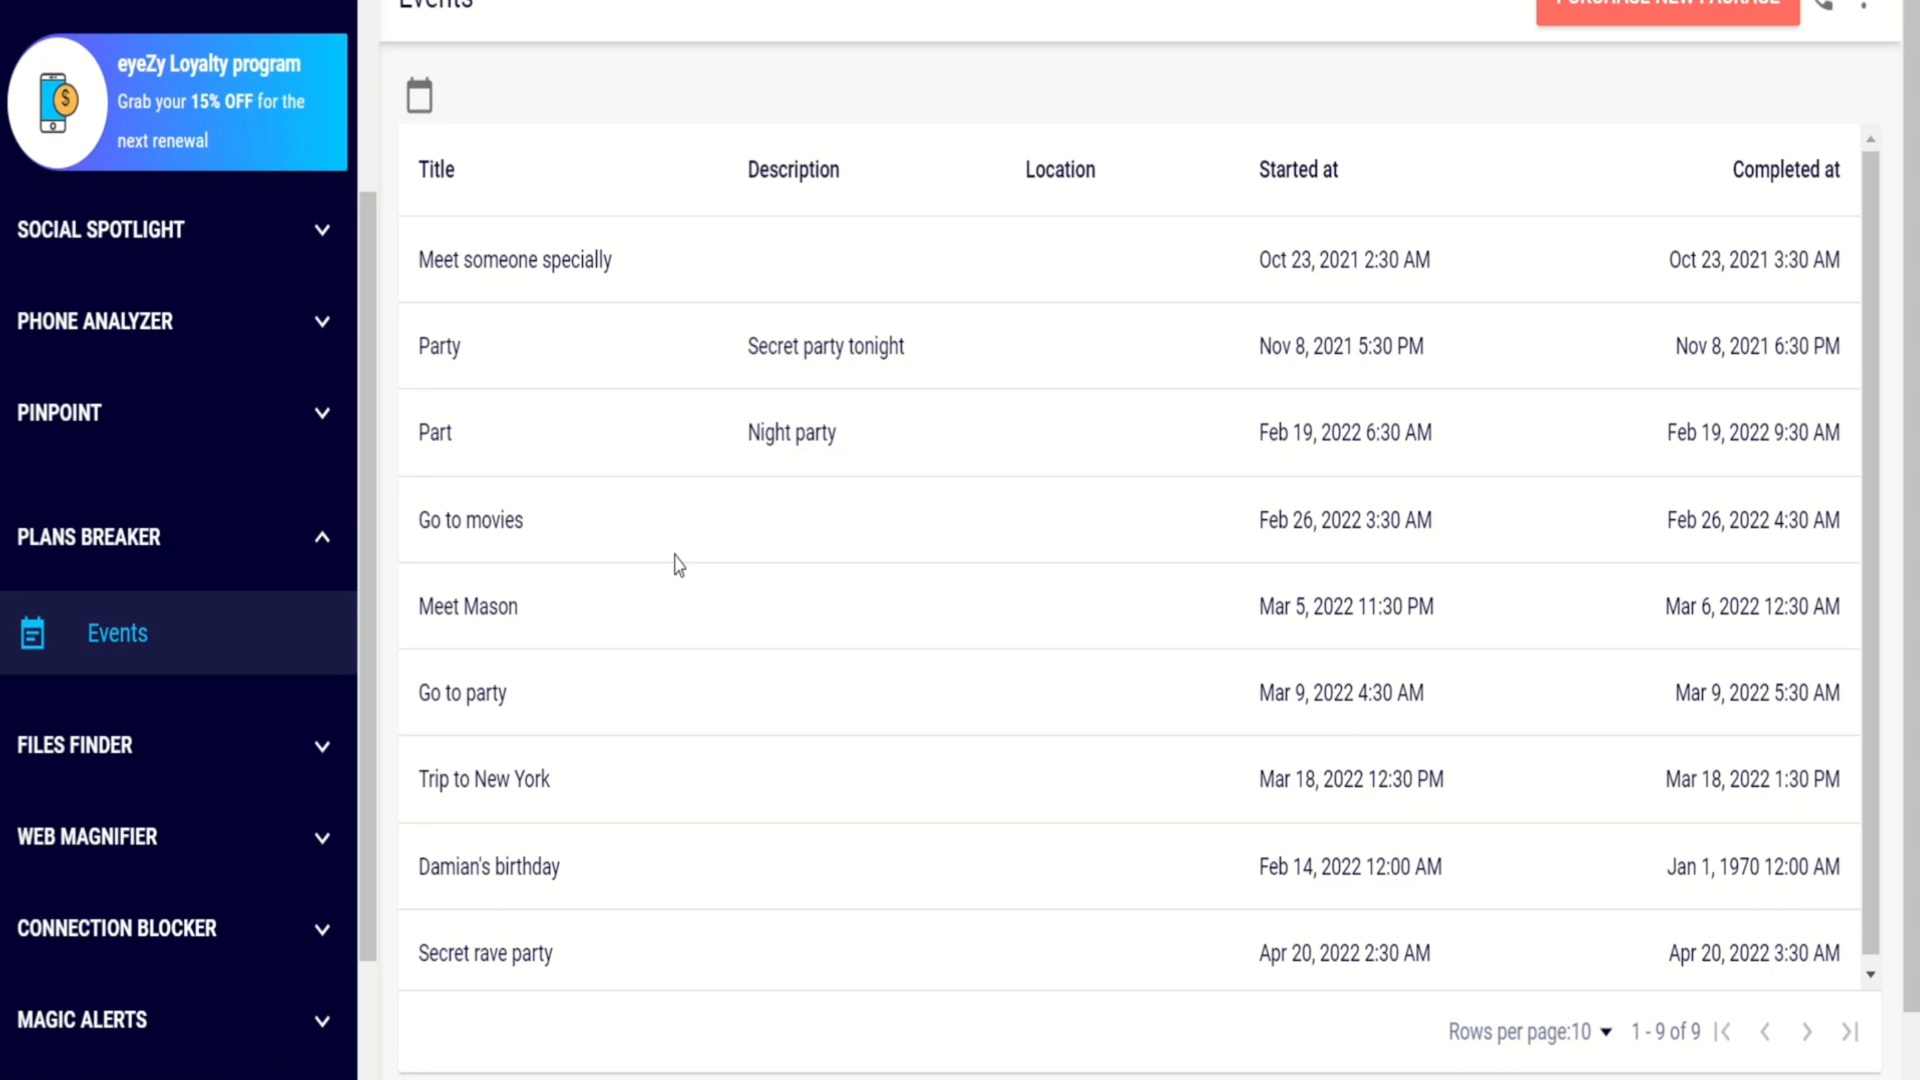 Events
PURCHASE NEW PACKAGE
eyeZy Loyalty program
Grab your 15% OFF for the
next renewal
SOCIAL SPOTLIGHT
PHONE ANALYZER
PINPOINT
PLANS BREAKER
Events
FILES FINDER
WEB MAGNIFIER
CONNECTION BLOCKER
MAGIC ALERTS
Title Description Location Started at Completed at
Meet someone specially Oct 23, 2021 2:30 AM Oct 23, 2021 3:30 AM
Party Secret party tonight Nov 8, 2021 5:30 PM Nov 8, 2021 6:30 PM
Part Night party Feb 19, 2022 6:30 AM Feb 19, 2022 9:30 AM
Go to movies Feb 26, 2022 3:30 AM Feb 26, 2022 4:30 AM
Meet Mason Mar 5, 2022 11:30 PM Mar 6, 2022 12:30 AM
Go to party Mar 9, 2022 4:30 AM Mar 9, 2022 5:30 AM
Trip to New York Mar 18, 2022 12:30 PM Mar 18, 2022 1:30 PM
Damian's birthday Feb 14, 2022 12:00 AM Jan 1, 1970 12:00 AM
Secret rave party Apr 20, 2022 2:30 AM Apr 20, 2022 3:30 AM
Rows per page:10 1 - 9 of 9